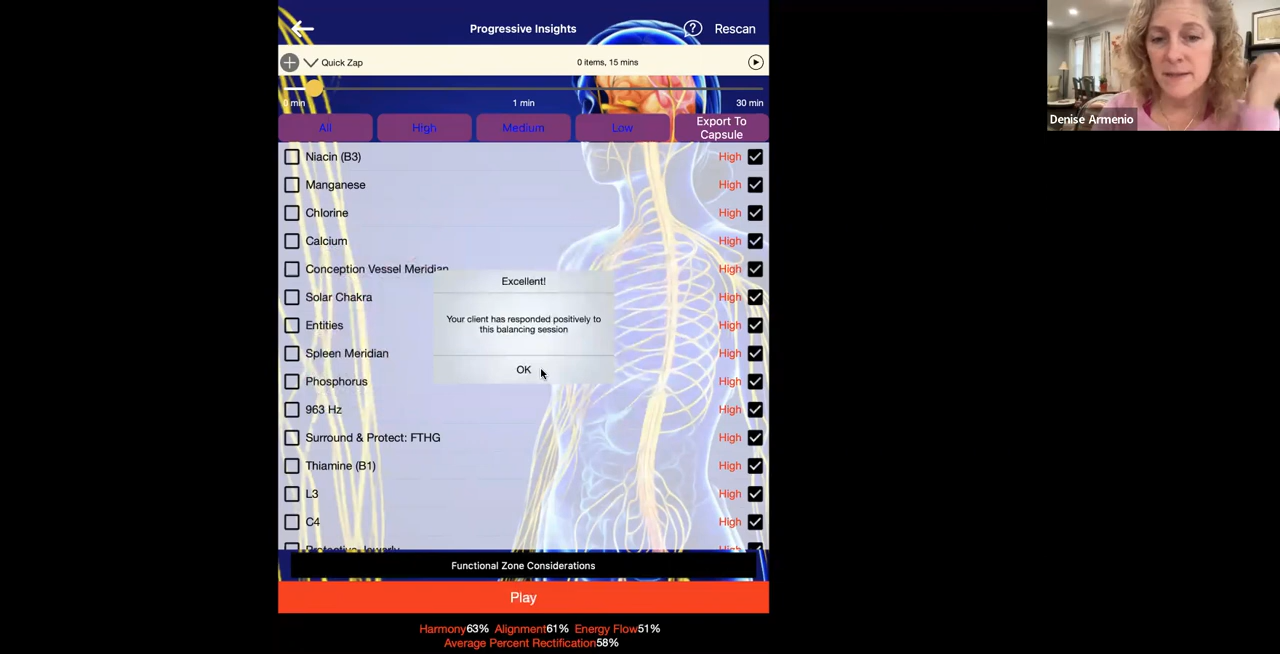 Progressive Insights
Rescan
Quick Zap
0 items, 15 mins
0 min
1 min
30 min
All
High
Medium
Low
Export To
Capsule
Niacin (B3) High
Manganese High
Chlorine High
Calcium High
Conception Vessel Meridian High
Solar Chakra High
Entities High
Spleen Meridian High
Phosphorus High
963 Hz High
Surround & Protect: FTHG High
Thiamine (B1) High
L3 High
C4 High
Protective Jewelry High
Excellent!
Your client has responded positively to
this balancing session
OK
Functional Zone Considerations
Play
Harmony63% Alignment61% Energy Flow51%
Average Percent Rectification58%
Denise Armenio